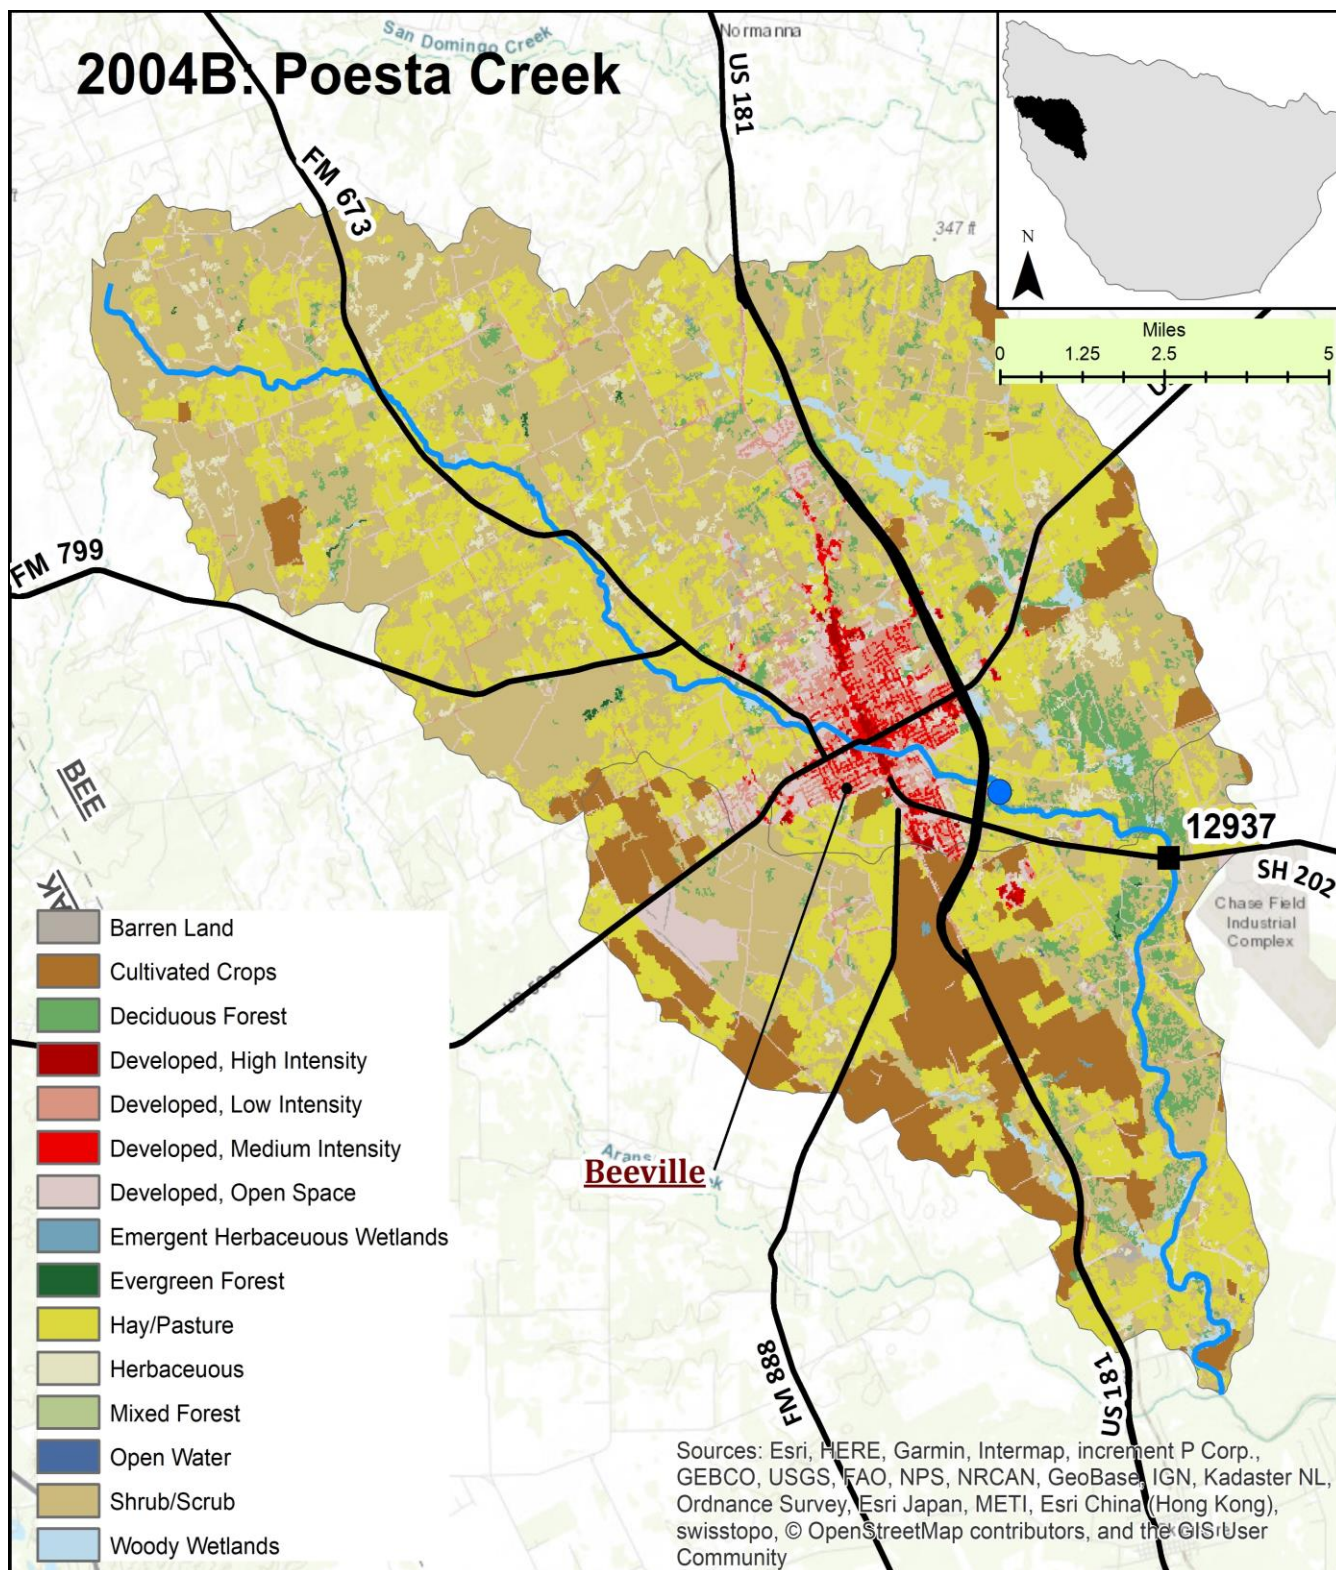 San Domingo Creek
Normanna
2004B: Poesta Creek
US 181
FM 673
347 ft
N
Miles
0 1.25 2.5 5
FM 799
BEE
12937
SH 202
Chase Field
Industrial
Complex
Beeville
FM 888
US 181
Barren Land
Cultivated Crops
Deciduous Forest
Developed, High Intensity
Developed, Low Intensity
Developed, Medium Intensity
Developed, Open Space
Emergent Herbaceuous Wetlands
Evergreen Forest
Hay/Pasture
Herbaceuous
Mixed Forest
Open Water
Shrub/Scrub
Woody Wetlands
Sources: Esri, HERE, Garmin, Intermap, increment P Corp.,
GEBCO, USGS, FAO, NPS, NRCAN, GeoBase, IGN, Kadaster NL,
Ordnance Survey, Esri Japan, METI, Esri China (Hong Kong),
swisstopo, © OpenStreetMap contributors, and the GIS User
Community